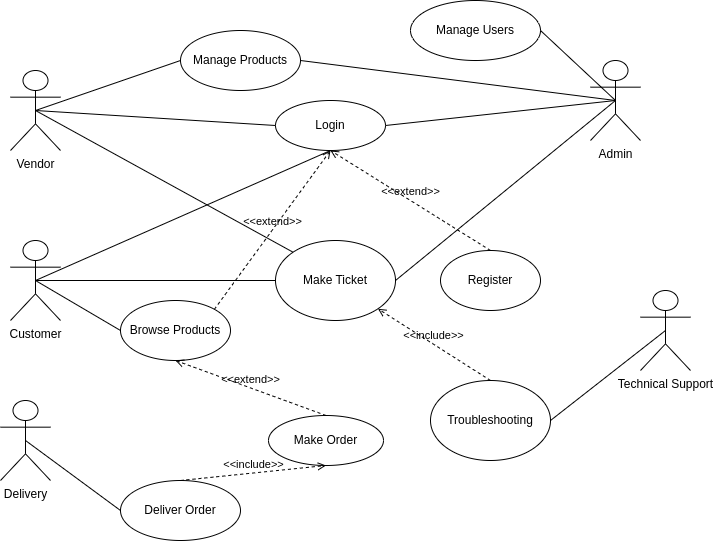 Manage Users
Manage Products
Login
Vendor
Admin
<<extend>>
<<extend>>
Make Ticket
Register
Customer
Browse Products
<<include>>
Technical Support
<<extend>>
Troubleshooting
Make Order
<<include>>
Delivery
Deliver Order